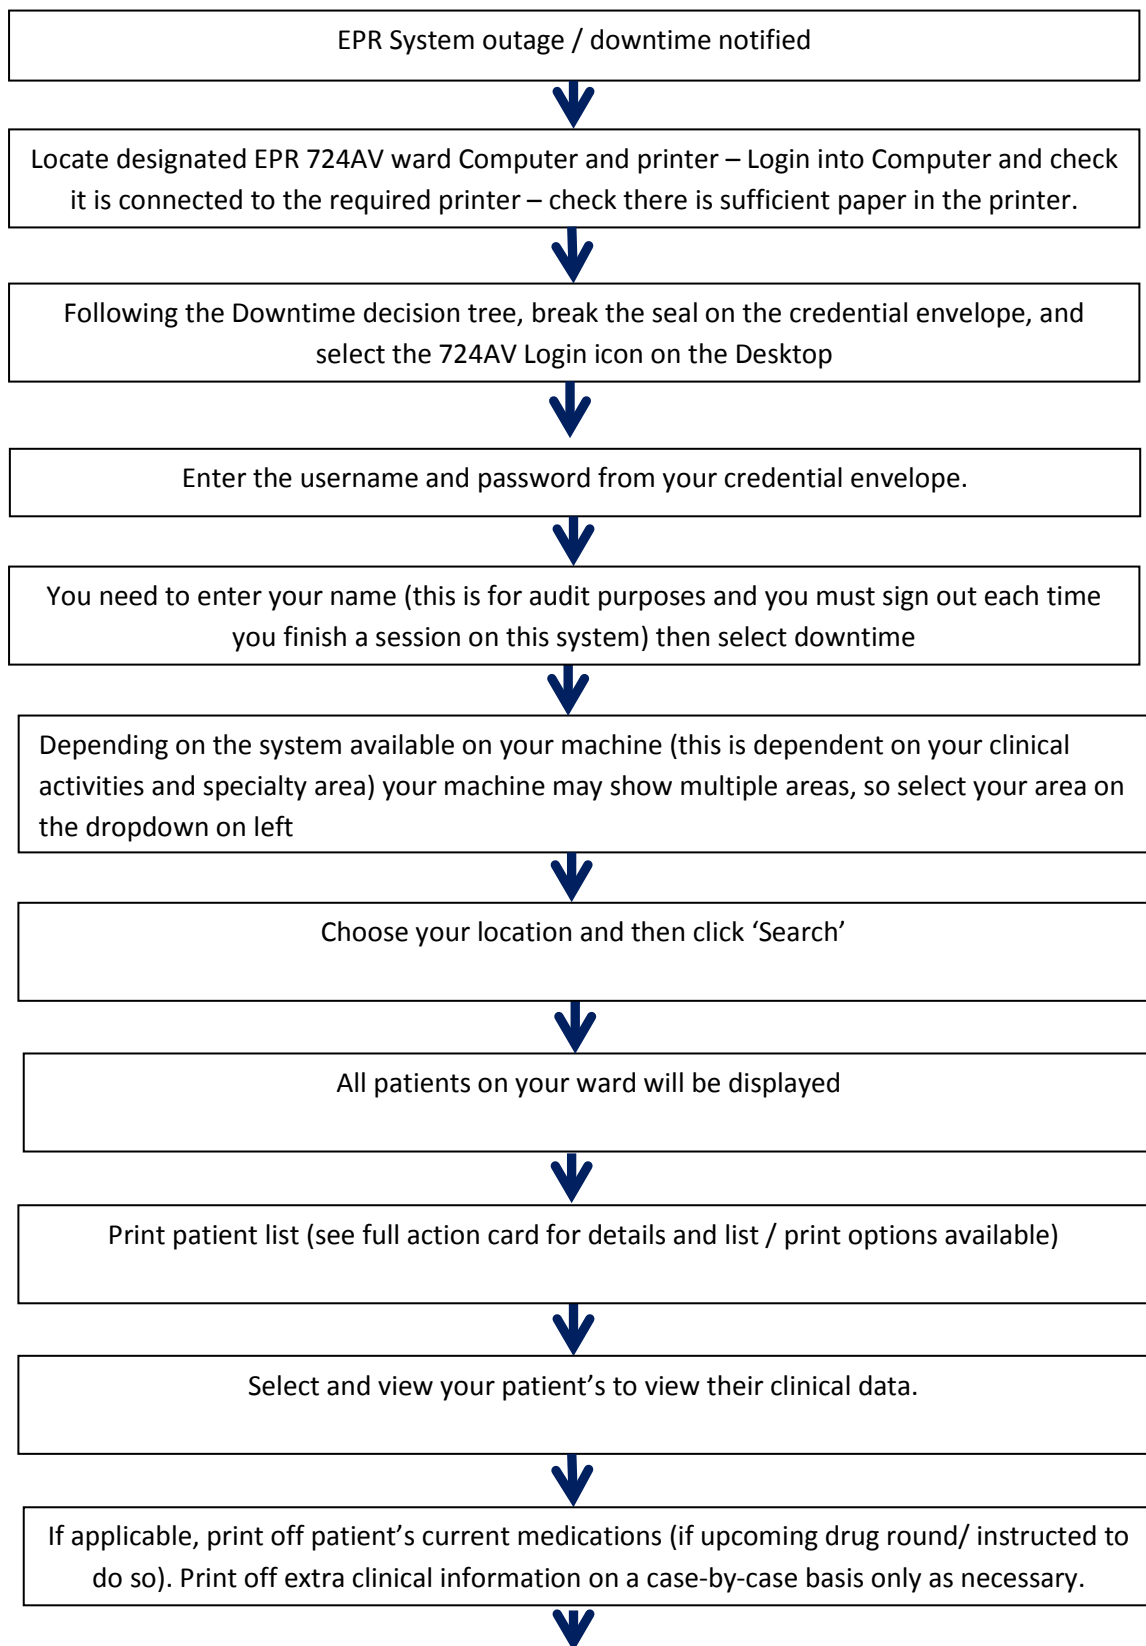 EPR System outage / downtime notified
Locate designated EPR 724AV ward Computer and printer – Login into Computer and check
it is connected to the required printer – check there is sufficient paper in the printer.
Following the Downtime decision tree, break the seal on the credential envelope, and
select the 724AV Login icon on the Desktop
Enter the username and password from your credential envelope.
You need to enter your name (this is for audit purposes and you must sign out each time
you finish a session on this system) then select downtime
Depending on the system available on your machine (this is dependent on your clinical
activities and specialty area) your machine may show multiple areas, so select your area on
the dropdown on left
Choose your location and then click ‘Search’
All patients on your ward will be displayed
Print patient list (see full action card for details and list / print options available)
Select and view your patient's to view their clinical data.
If applicable, print off patient’s current medications (if upcoming drug round/ instructed to
do so). Print off extra clinical information on a case-by-case basis only as necessary.